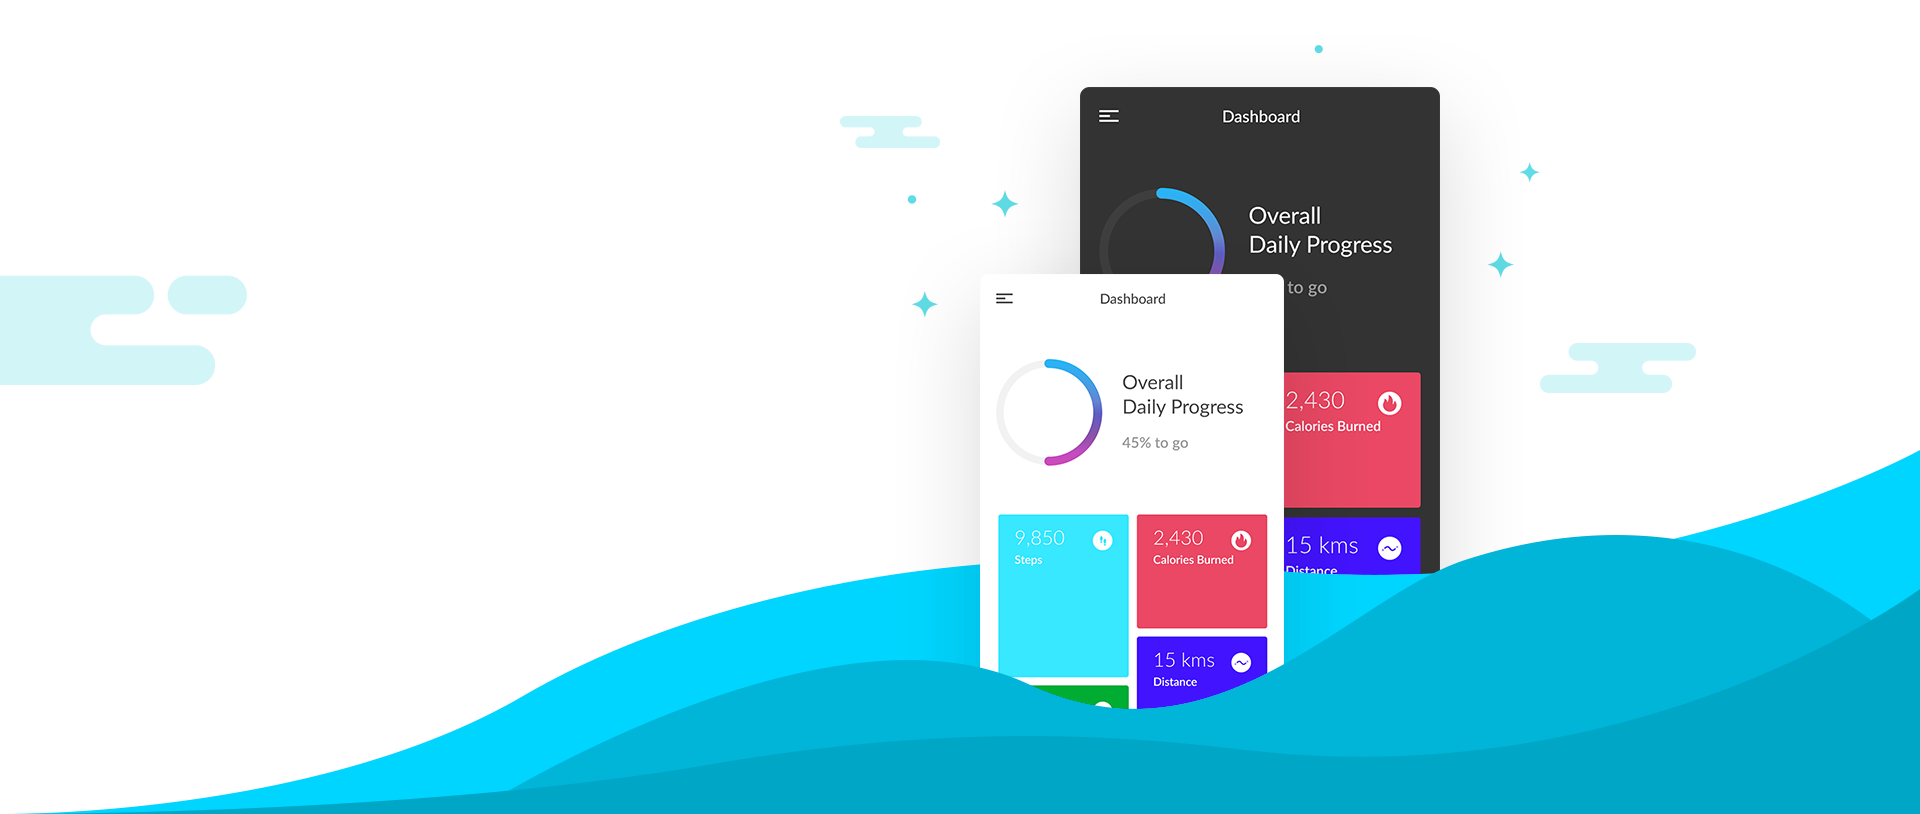 Dashboard
Overall
Daily Progress
to go
2,430
Calories Burned
15 kms
Distance
Dashboard
Overall
Daily Progress
45% to go
9,850
Steps
2,430
Calories Burned
15 kms
Distance